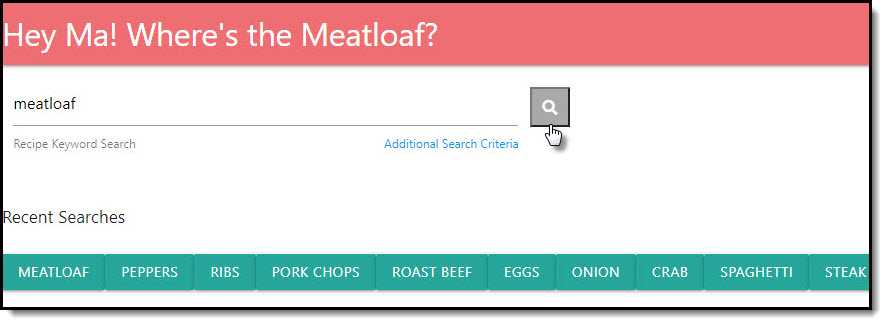 Hey Ma! Where's the Meatloaf?
meatloaf
Recipe Keyword Search Additional Search Criteria
Recent Searches
MEATLOAF PEPPERS RIBS PORK CHOPS ROAST BEEF EGGS ONION CRAB SPAGHETTI STEAK